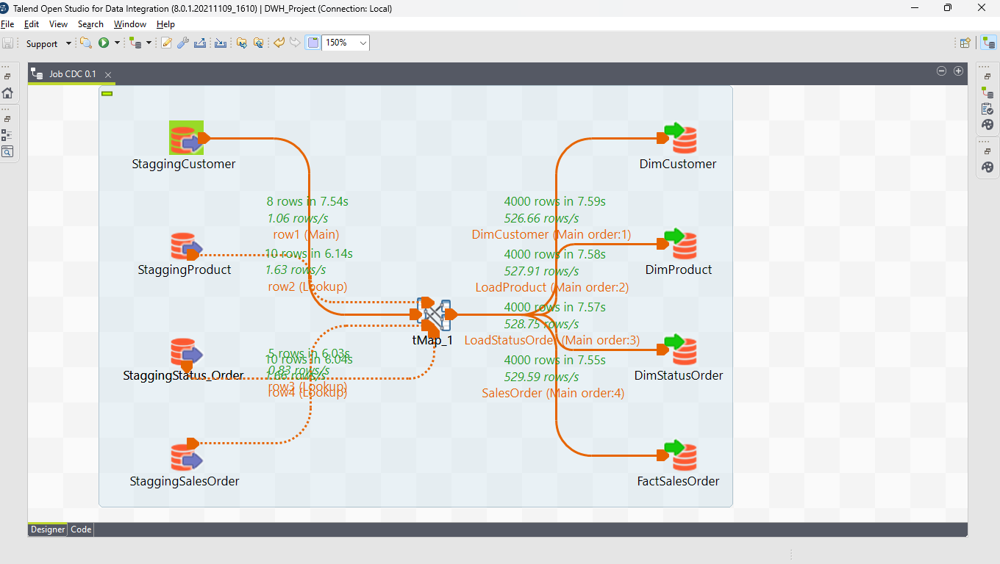 Talend Open Studio for Data Integration (8.0.1.20211109_1610) | DWH_Project (Connection: Local)
File Edit View Search Window Help
Support 150%
Job CDC 0.1
StaggingCustomer
DimCustomer
8 rows in 7.54s
1.06 rows/s
row1 (Main)
4000 rows in 7.59s
526.66 rows/s
DimCustomer (Main order:1)
StaggingProduct
DimProduct
10 rows in 6.14s
1.63 rows/s
row2 (Lookup)
4000 rows in 7.58s
527.91 rows/s
LoadProduct (Main order:2)
tMap_1
4000 rows in 7.57s
528.75 rows/s
LoadStatusOrder (Main order:3)
StaggingStatus_Order
DimStatusOrder
5 rows in 6.03s
0.83 rows/s
row3 (Lookup)
10 rows in 6.04s
1.66 rows/s
row4 (Lookup)
4000 rows in 7.55s
529.59 rows/s
SalesOrder (Main order:4)
StaggingSalesOrder
FactSalesOrder
Designer Code